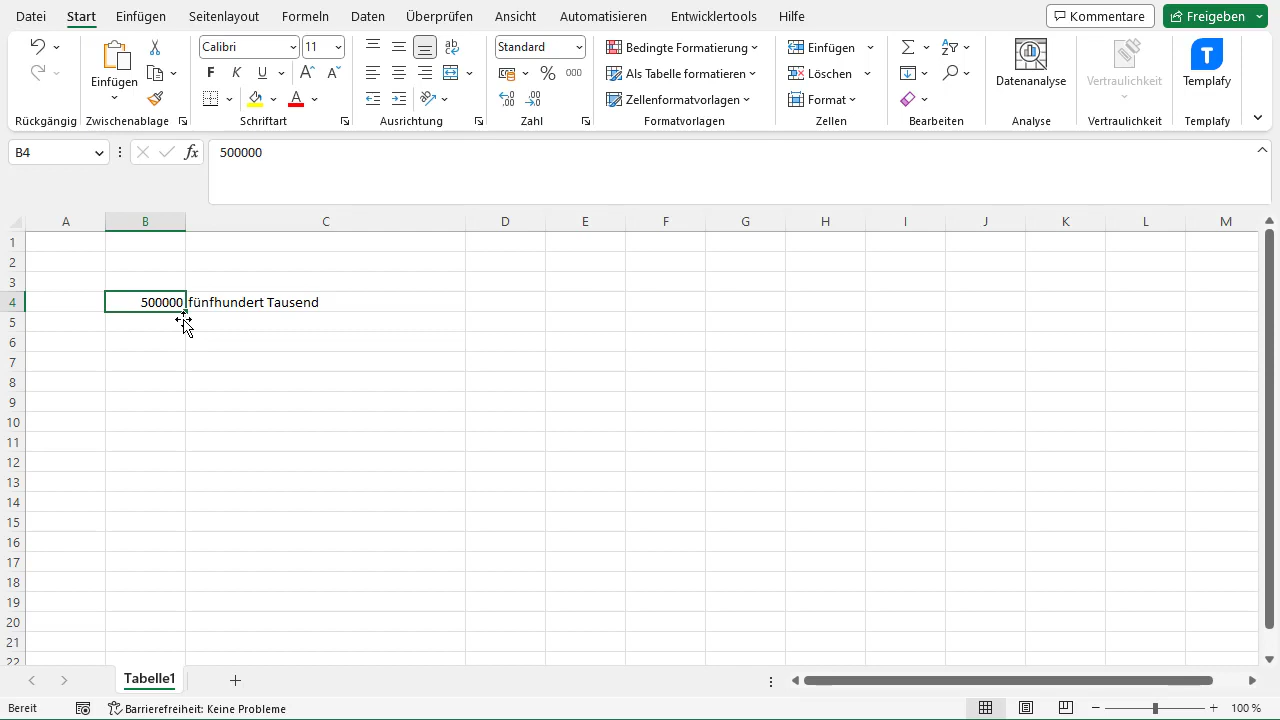 Datei Start Einfügen Seitenlayout Formeln Daten Überprüfen Ansicht Automatisieren Entwicklertools Hilfe Kommentare Freigeben
Calibri 11 Standard Bedingte Formatierung Einfügen
Einfügen F K U Als Tabelle formatieren Löschen Datenanalyse Vertraulichkeit Templafy
Zellenformatvorlagen Format
Rückgängig Zwischenablage Schriftart Ausrichtung Zahl Formatvorlagen Zellen Bearbeiten Analyse Vertraulichkeit Templafy
B4 fx 500000
A B C D E F G H I J K L M
1
2
3
4 500000 fünfhundert Tausend
5
6
7
8
9
10
11
12
13
14
15
16
17
18
19
20
21
22
Tabelle1
Bereit Barrierefreiheit: Keine Probleme 100 %